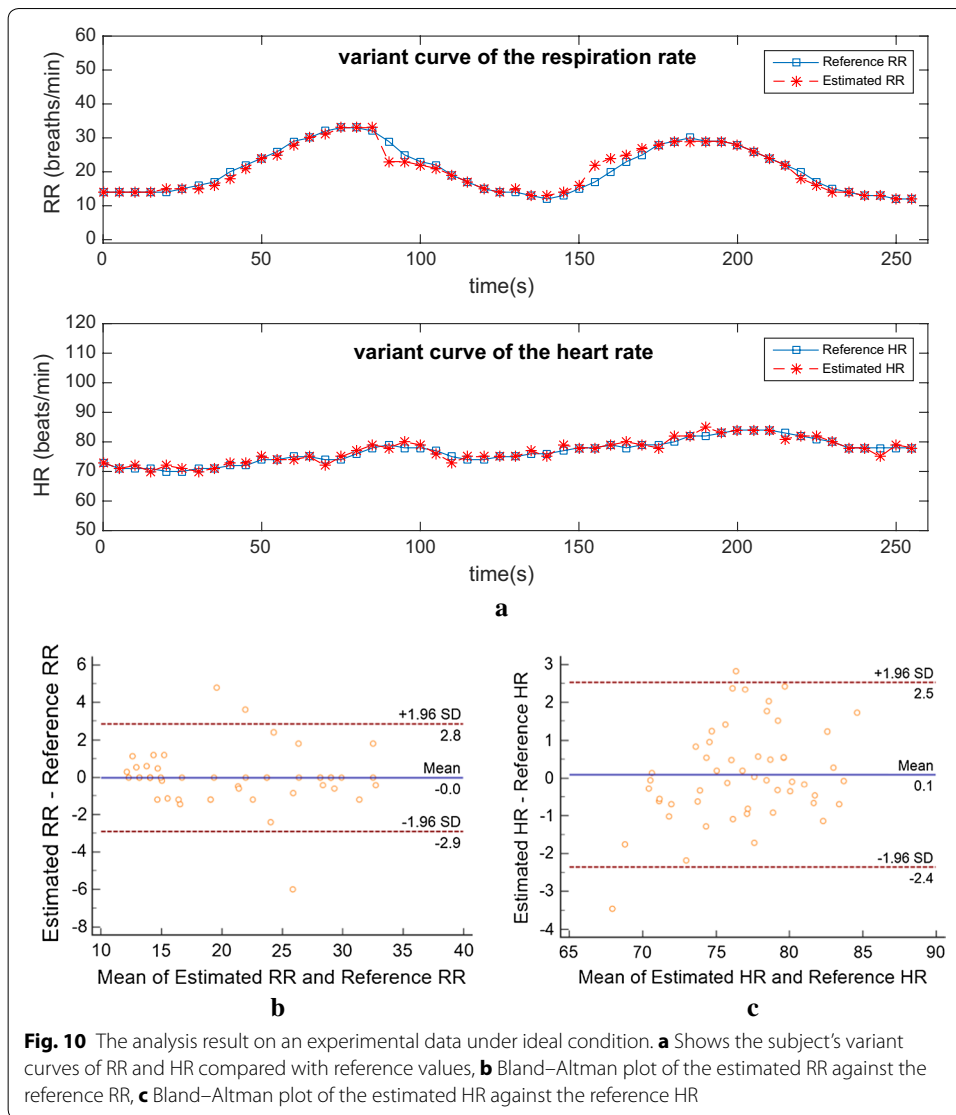 variant curve of the respiration rate
Reference RR
Estimated RR
RR (breaths/min)
60
50
40
30
20
10
0
0 50 100 150 200 250
time(s)
variant curve of the heart rate
Reference HR
Estimated HR
HR (beats/min)
120
110
100
90
80
70
60
50
0 50 100 150 200 250
time(s)
a
Estimated RR - Reference RR
6
4
2
0
-2
-4
-6
-8
+1.96 SD
2.8
Mean
-0.0
-1.96 SD
-2.9
10 15 20 25 30 35 40
Mean of Estimated RR and Reference RR
b
Estimated HR - Reference HR
3
2
1
0
-1
-2
-3
-4
+1.96 SD
2.5
Mean
0.1
-1.96 SD
-2.4
65 70 75 80 85 90
Mean of Estimated HR and Reference HR
c
Fig. 10 The analysis result on an experimental data under ideal condition. a Shows the subject’s variant
curves of RR and HR compared with reference values, b Bland–Altman plot of the estimated RR against the
reference RR, c Bland–Altman plot of the estimated HR against the reference HR